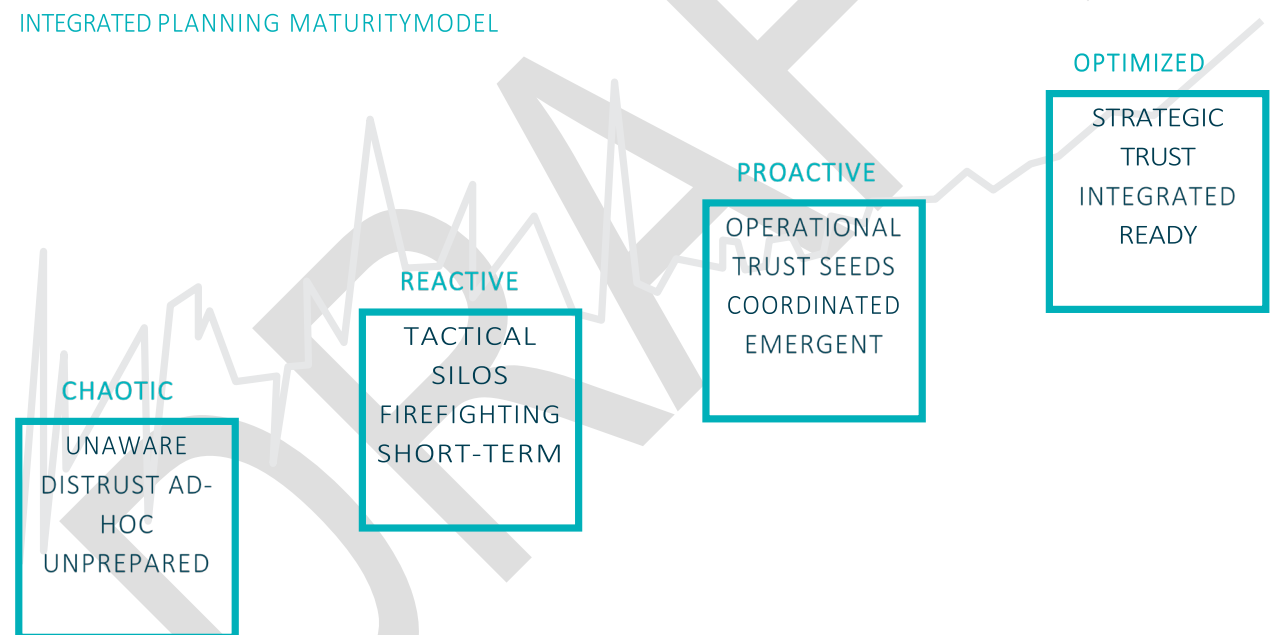 INTEGRATED PLANNING MATURITYMODEL
OPTIMIZED
STRATEGIC
TRUST
INTEGRATED
READY
PROACTIVE
OPERATIONAL
TRUST SEEDS
COORDINATED
EMERGENT
REACTIVE
TACTICAL
SILOS
FIREFIGHTING
SHORT-TERM
CHAOTIC
UNAWARE
DISTRUST AD-
HOC
UNPREPARED
DRAF